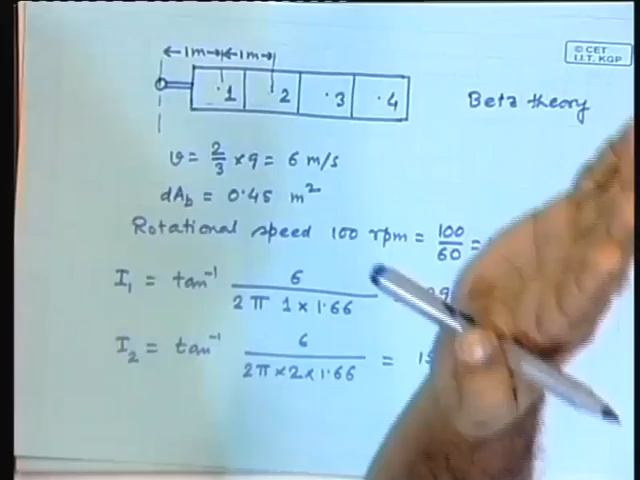 © CET
I.I.T. KGP
1m 1m
1 2 3 4
Beta theory
υ = 2/3 × 9 = 6 m/s
dA_b = 0.45 m²
Rotational speed 100 rpm = 100/60 =
I₁ = tan⁻¹ 6/(2π 1 × 1.66)
I₂ = tan⁻¹ 6/(2π × 2 × 1.66) =